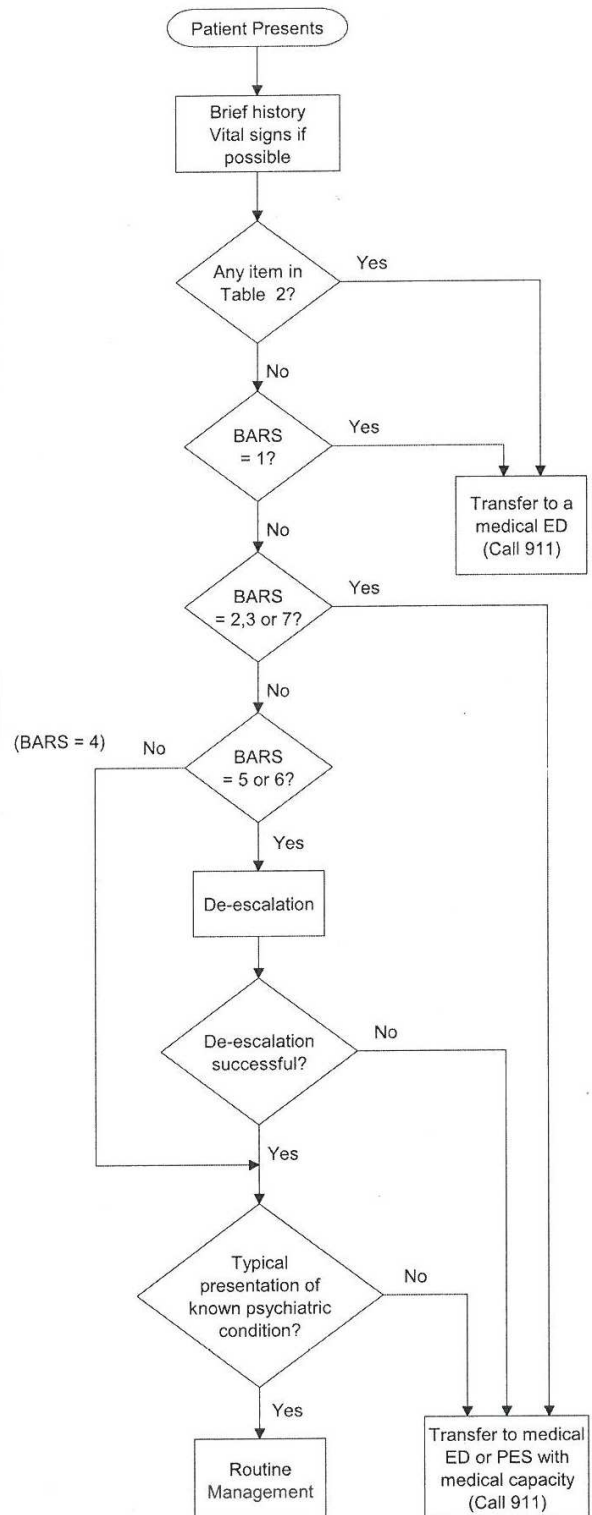 Patient Presents
Brief history
Vital signs if
possible
Any item in
Table 2?
Yes
No
BARS
= 1?
Yes
Transfer to a
medical ED
(Call 911)
No
BARS
= 2,3 or 7?
Yes
No
(BARS = 4)
No
BARS
= 5 or 6?
Yes
De-escalation
De-escalation
successful?
No
Yes
Typical
presentation of
known psychiatric
condition?
No
Yes
Routine
Management
Transfer to medical
ED or PES with
medical capacity
(Call 911)